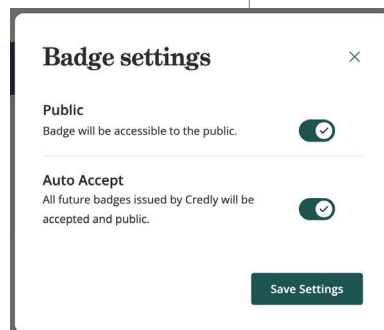 Badge settings
Public
Badge will be accessible to the public.
Auto Accept
All future badges issued by Credly will be
accepted and public.
Save Settings